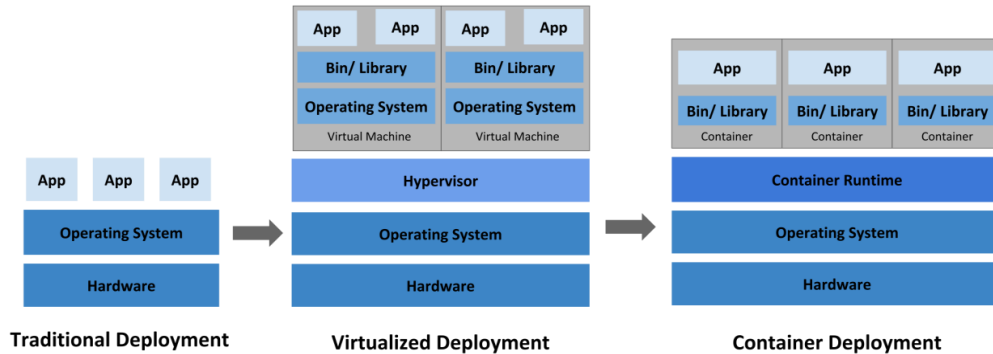 App App App
Operating System
Hardware
Traditional Deployment
App App App App
Bin/ Library Bin/ Library
Operating System Operating System
Virtual Machine Virtual Machine
Hypervisor
Operating System
Hardware
Virtualized Deployment
App App App
Bin/ Library Bin/ Library Bin/ Library
Container Container Container
Container Runtime
Operating System
Hardware
Container Deployment